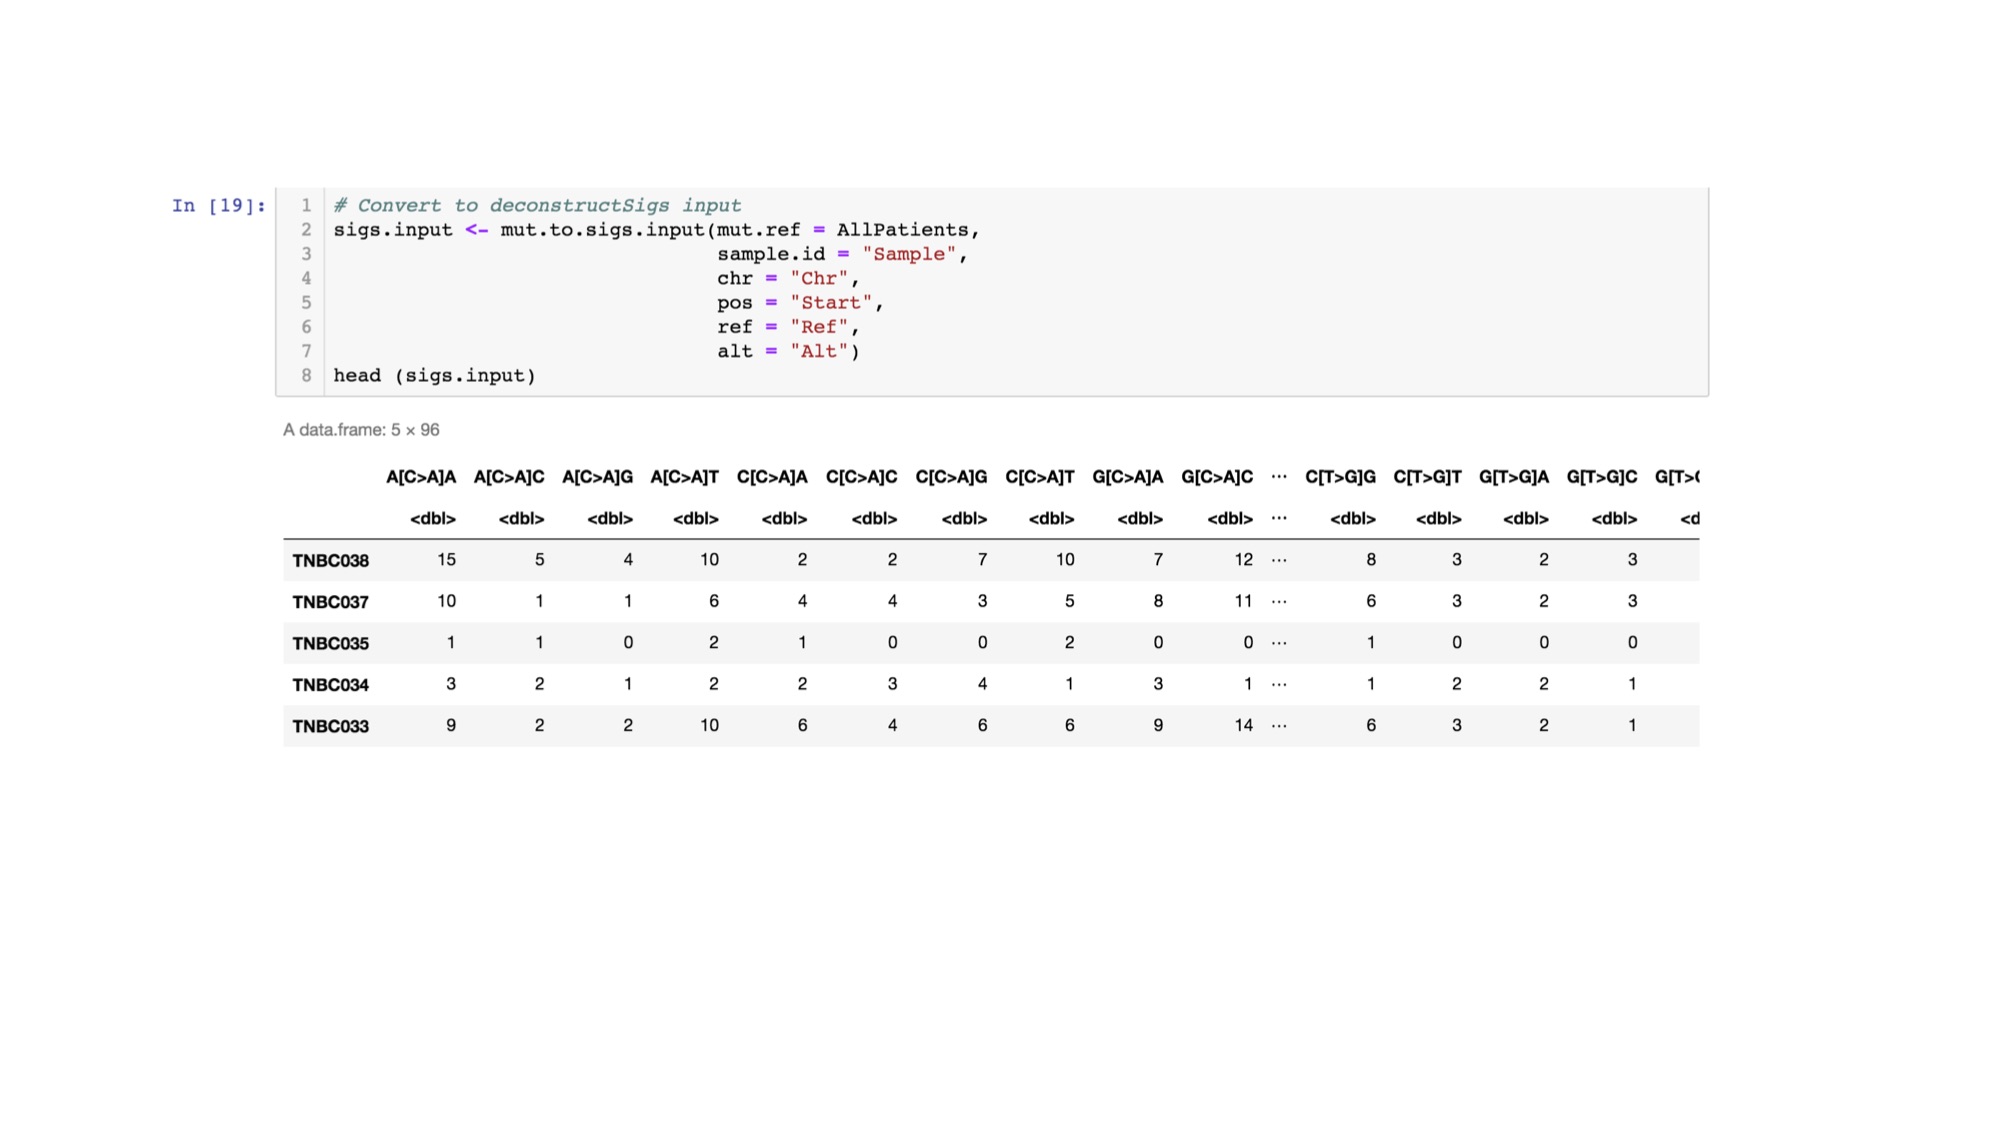 In [19]:
1 # Convert to deconstructSigs input
2 sigs.input <- mut.to.sigs.input(mut.ref = AllPatients,
3 sample.id = "Sample",
4 chr = "Chr",
5 pos = "Start",
6 ref = "Ref",
7 alt = "Alt")
8 head (sigs.input)
A data.frame: 5 × 96
A[C>A]A A[C>A]C A[C>A]G A[C>A]T C[C>A]A C[C>A]C C[C>A]G C[C>A]T G[C>A]A G[C>A]C ⋯ C[T>G]G C[T>G]T G[T>G]A G[T>G]C G[T>
<dbl> <dbl> <dbl> <dbl> <dbl> <dbl> <dbl> <dbl> <dbl> <dbl> ⋯ <dbl> <dbl> <dbl> <dbl> <d
TNBC038 15 5 4 10 2 2 7 10 7 12 ⋯ 8 3 2 3
TNBC037 10 1 1 6 4 4 3 5 8 11 ⋯ 6 3 2 3
TNBC035 1 1 0 2 1 0 0 2 0 0 ⋯ 1 0 0 0
TNBC034 3 2 1 2 2 3 4 1 3 1 ⋯ 1 2 2 1
TNBC033 9 2 2 10 6 4 6 6 9 14 ⋯ 6 3 2 1